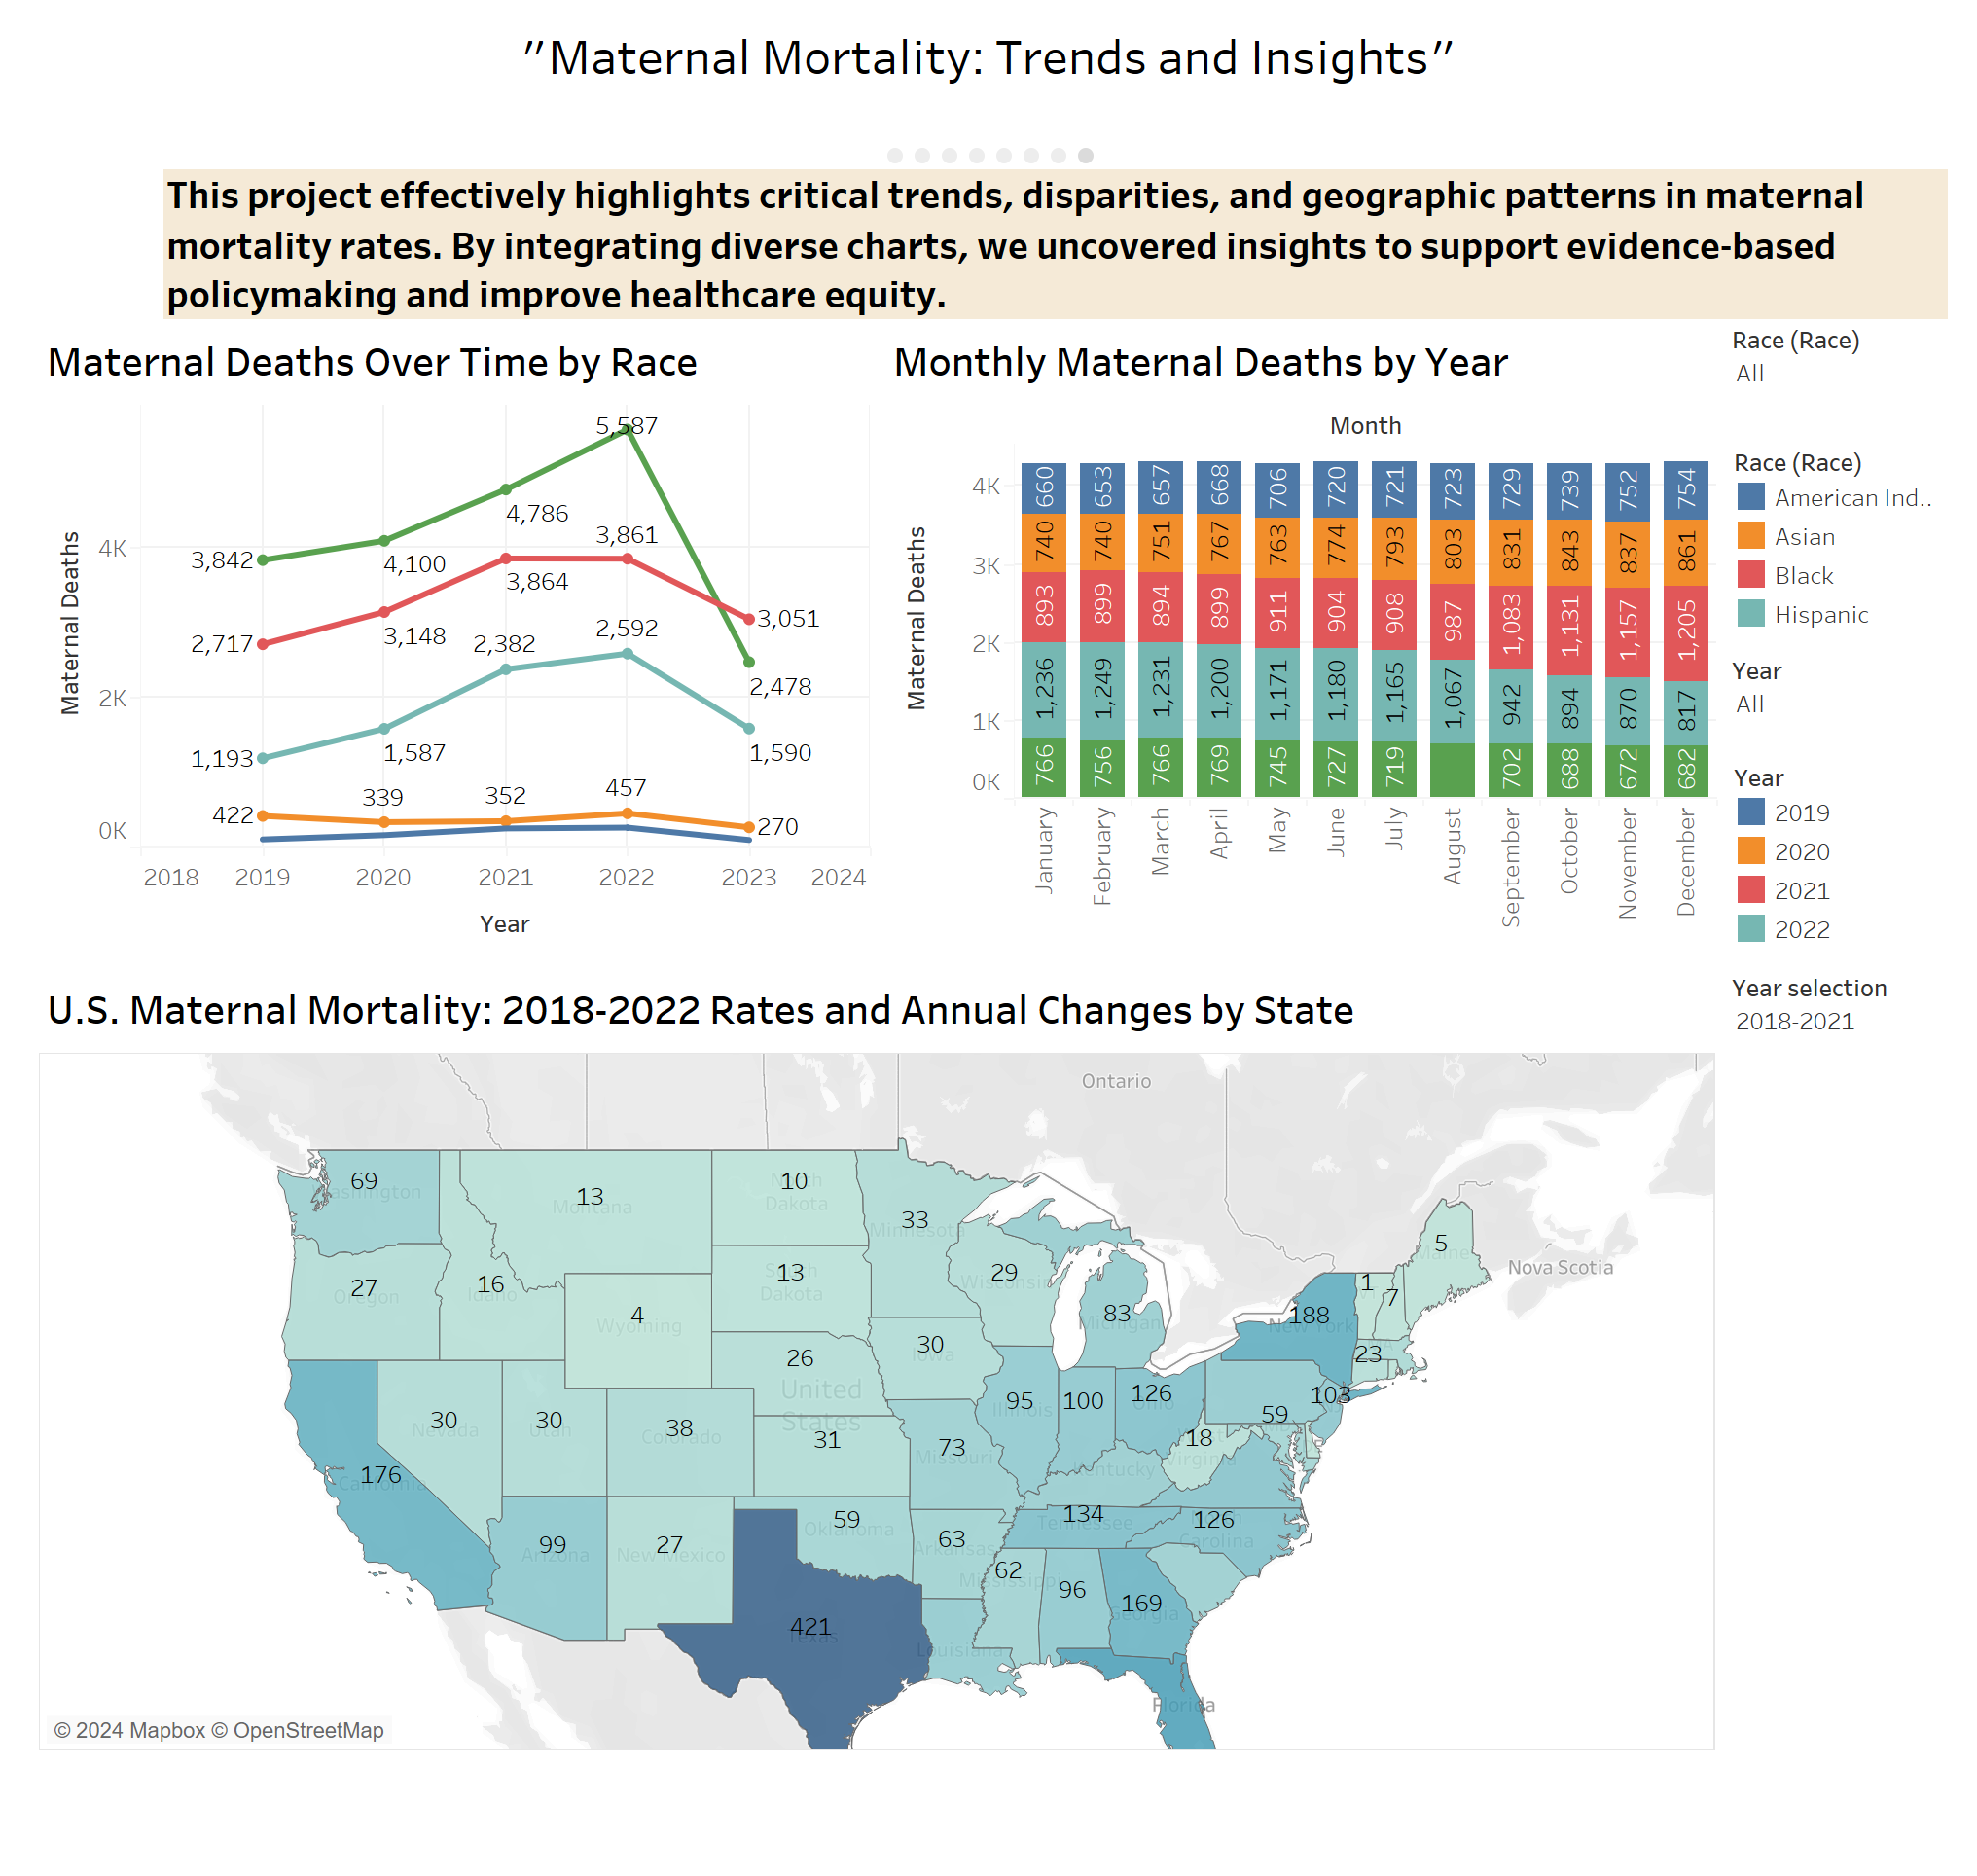 "Maternal Mortality: Trends and Insights"
This project effectively highlights critical trends, disparities, and geographic patterns in maternal
mortality rates. By integrating diverse charts, we uncovered insights to support evidence-based
policymaking and improve healthcare equity.
Maternal Deaths Over Time by Race
Maternal Deaths
4K
2K
0K
5,587
4,786
3,842
4,100
3,861
3,864
2,717
3,148
2,382
2,592
3,051
2,478
1,193
1,587
1,590
422
339
352
457
270
2018 2019 2020 2021 2022 2023 2024
Year
Monthly Maternal Deaths by Year
Month
Maternal Deaths
4K
3K
2K
1K
0K
660 653 657 668 706 720 721 723 729 739 752 754
740 740 751 767 763 774 793 803 831 843 837 861
893 899 894 899 911 904 908 987 1,083 1,131 1,157 1,205
1,236 1,249 1,231 1,200 1,171 1,180 1,165 1,067 942 894 870 817
766 756 766 769 745 727 719 702 688 672 682
January February March April May June July August September October November December
Race (Race)
All
Race (Race)
American Ind..
Asian
Black
Hispanic
Year
All
Year
2019
2020
2021
2022
Year selection
2018-2021
U.S. Maternal Mortality: 2018-2022 Rates and Annual Changes by State
Ontario
Nova Scotia
United
States
69
13
Montana
10
Dakota
33
Minnesota
5
Maine
27
Oregon
16
Idaho
4
Wyoming
13
Dakota
29
Wisconsin
83
Michigan
188
New York
1
7
23
26
30
Iowa
95
Illinois
100
126
Ohio
103
59
30
Nevada
30
Utah
38
Colorado
31
73
Missouri
18
Virginia
Kentucky
176
California
99
Arizona
27
New Mexico
59
Oklahoma
63
Arkansas
134
Tennessee
126
Carolina
62
Mississippi
96
169
Georgia
421
Texas
Louisiana
Florida
© 2024 Mapbox © OpenStreetMap